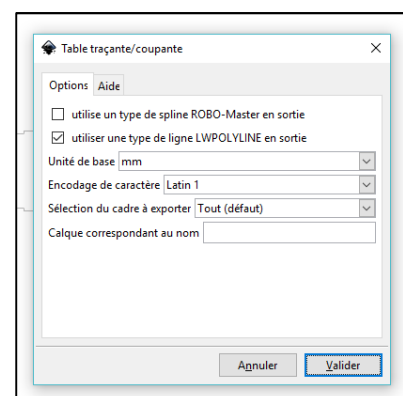 Table traçante/coupante
Options Aide
utilise un type de spline ROBO-Master en sortie
utiliser une type de ligne LWPOLYLINE en sortie
Unité de base mm
Encodage de caractère Latin 1
Sélection du cadre à exporter Tout (défaut)
Calque correspondant au nom
Annuler Valider